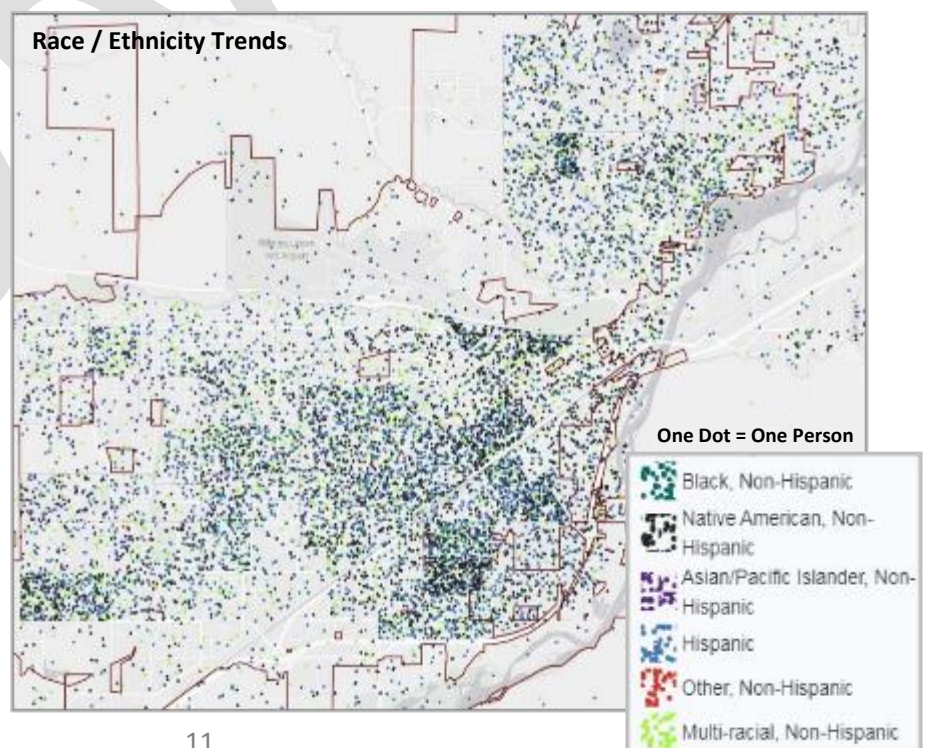 Race / Ethnicity Trends
One Dot = One Person
Black, Non-Hispanic
Native American, Non-
Hispanic
Asian/Pacific Islander, Non-
Hispanic
Hispanic
Other, Non-Hispanic
Multi-racial, Non-Hispanic
11